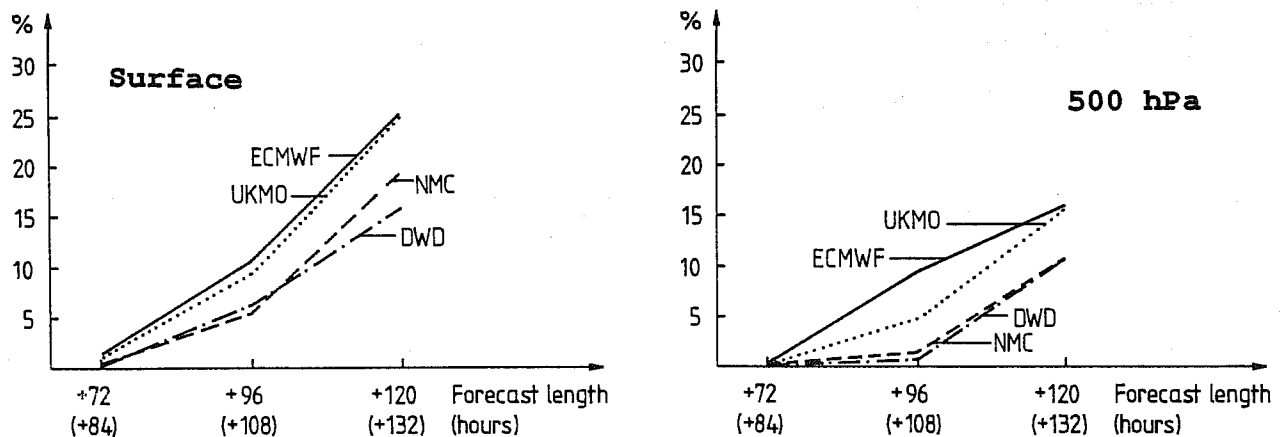 %
30
25
20
15
10
5
Surface
ECMWF
UKMO
NMC
DWD
+72 +96 +120 Forecast length
(+84) (+108) (+132) (hours)
%
30
25
20
15
10
5
500 hPa
UKMO
ECMWF
DWD
NMC
+72 +96 +120 Forecast length
(+84) (+108) (+132) (hours)